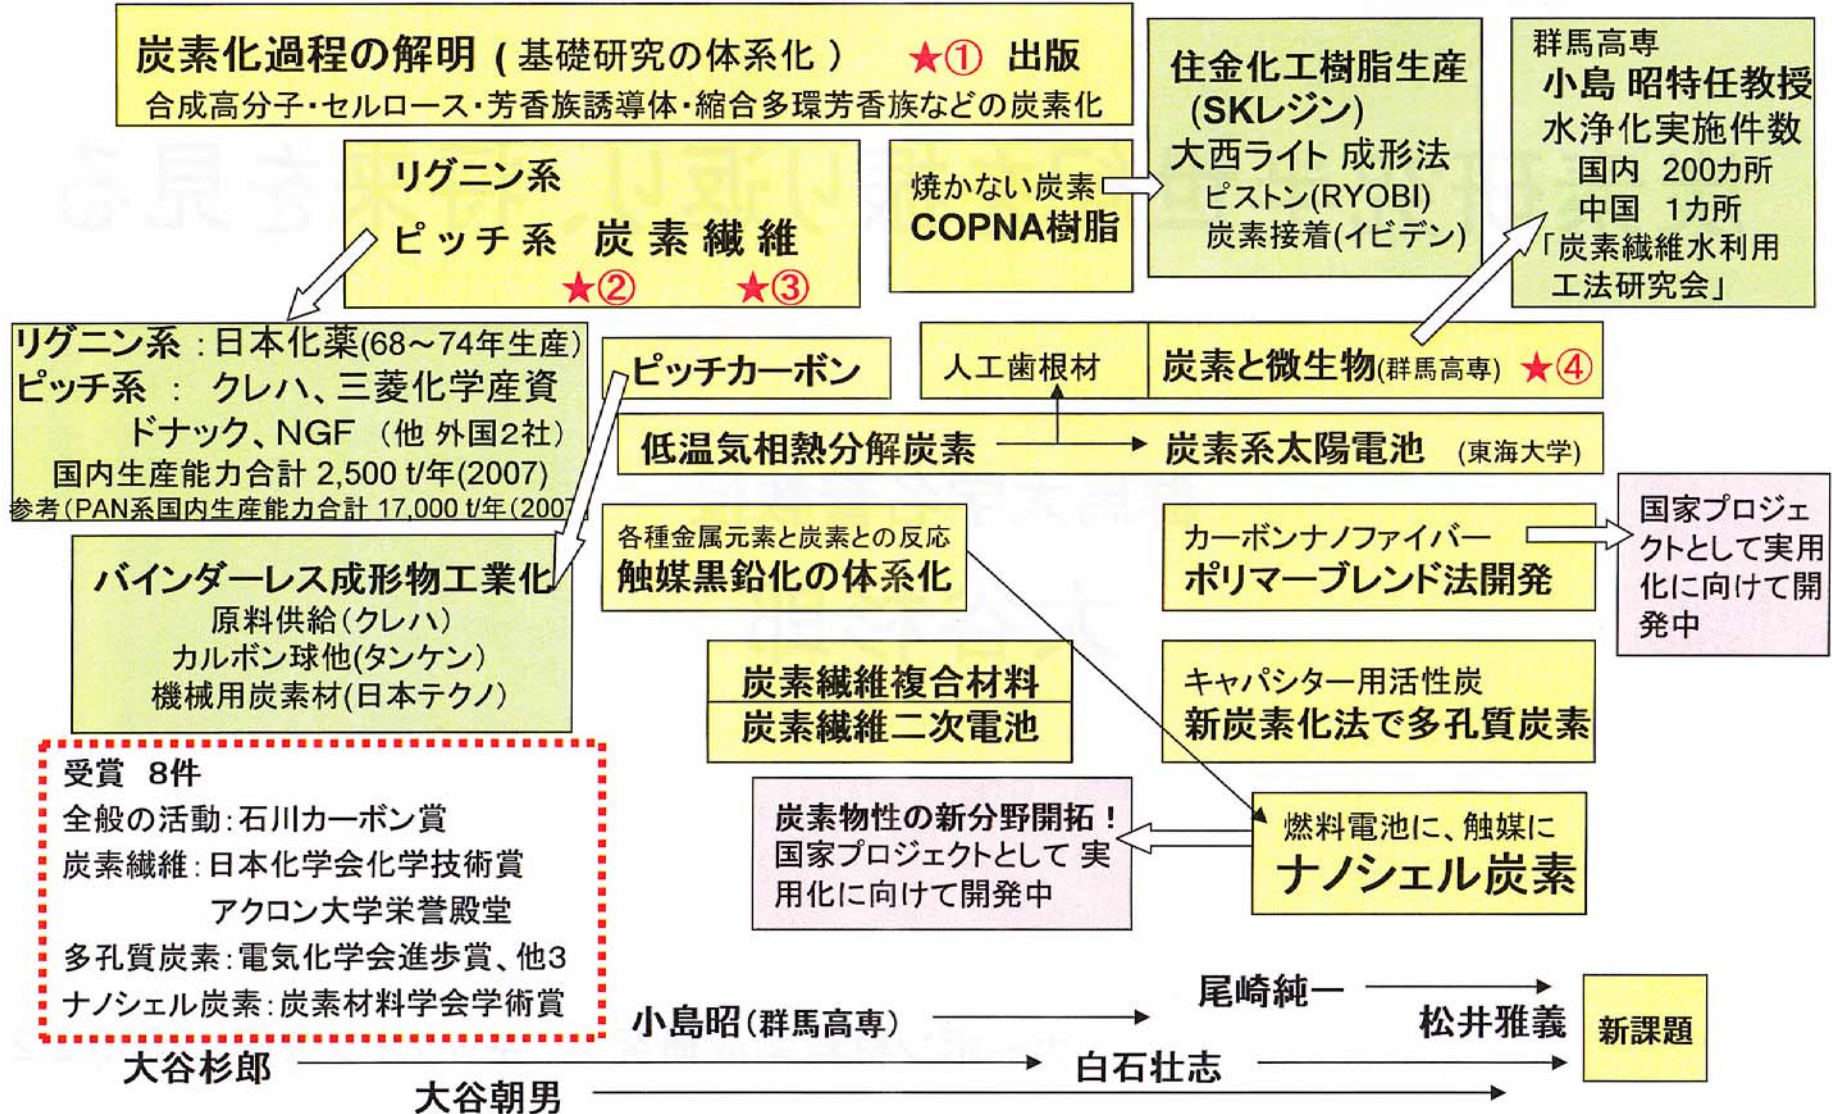 炭素化過程の解明 ( 基礎研究の体系化 ) ★① 出版
合成高分子・セルロース・芳香族誘導体・縮合多環芳香族などの炭素化
リグニン系
ピッチ系 炭素繊維
★② ★③
焼かない炭素
COPNA樹脂
住金化工樹脂生産
(SKレジン)
大西ライト 成形法
ピストン(RYOBI)
炭素接着(イビデン)
群馬高専
小島 昭特任教授
水浄化実施件数
国内 200カ所
中国 1カ所
「炭素繊維水利用
工法研究会」
リグニン系 : 日本化薬(68~74年生産)
ピッチ系 : クレハ、三菱化学産資
ドナック、NGF (他 外国2社)
国内生産能力合計 2,500 t/年(2007)
参考(PAN系国内生産能力合計 17,000 t/年(2007
ピッチカーボン
人工歯根材
炭素と微生物(群馬高専) ★④
低温気相熱分解炭素
炭素系太陽電池 (東海大学)
バインダーレス成形物工業化
原料供給(クレハ)
カルボン球他(タンケン)
機械用炭素材(日本テクノ)
各種金属元素と炭素との反応
触媒黒鉛化の体系化
カーボンナノファイバー
ポリマーブレンド法開発
国家プロジェ
クトとして実用
化に向けて開
発中
炭素繊維複合材料
炭素繊維二次電池
キャパシター用活性炭
新炭素化法で多孔質炭素
受賞 8件
全般の活動:石川カーボン賞
炭素繊維:日本化学会化学技術賞
アクロン大学栄誉殿堂
多孔質炭素:電気化学会進歩賞、他3
ナノシェル炭素:炭素材料学会学術賞
炭素物性の新分野開拓!
国家プロジェクトとして 実
用化に向けて開発中
燃料電池に、触媒に
ナノシェル炭素
尾崎純一
小島昭(群馬高専)
松井雅義
新課題
大谷杉郎
白石壮志
大谷朝男